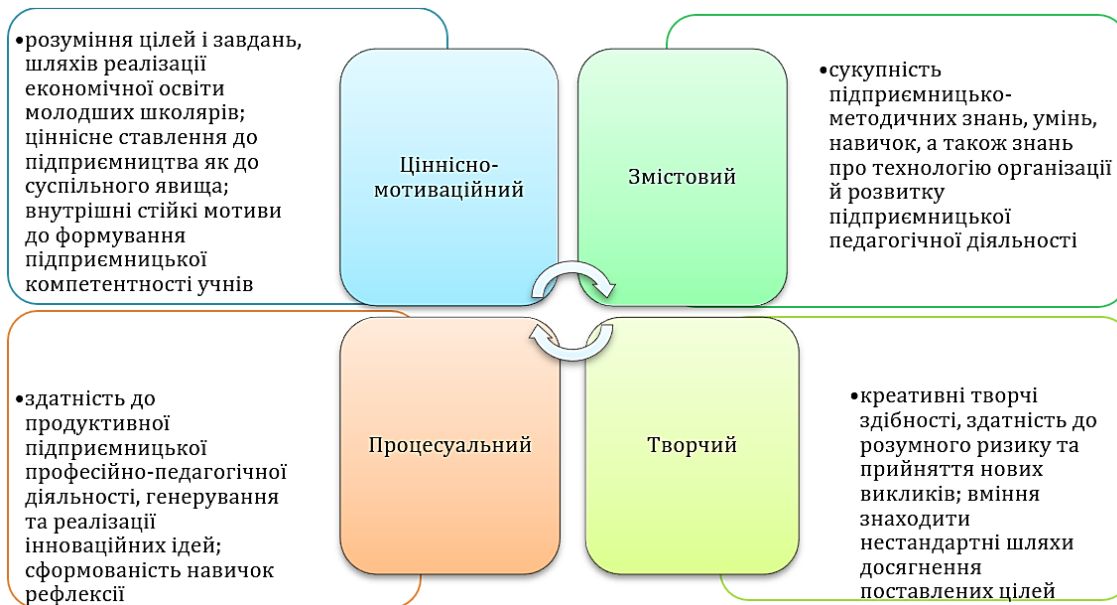 •розуміння цілей і завдань,
шляхів реалізації
економічної освіти
молодших школярів;
ціннісне ставлення до
підприємництва як до
суспільного явища;
внутрішні стійкі мотиви
до формування
підприємницької
компетентності учнів
Ціннісно-
мотиваційний
Змістовий
•сукупність
підприємницько-
методичних знань, умінь,
навичок, а також знань
про технологію організації
й розвитку
підприємницької
педагогічної діяльності
•здатність до
продуктивної
підприємницької
професійно-педагогічної
діяльності, генерування
та реалізації
інноваційних ідей;
сформованість навичок
рефлексії
Процесуальний
Творчий
•креативні творчі
здібності, здатність до
розумного ризику та
прийняття нових
викликів; вміння
знаходити
нестандартні шляхи
досягнення
поставлених цілей